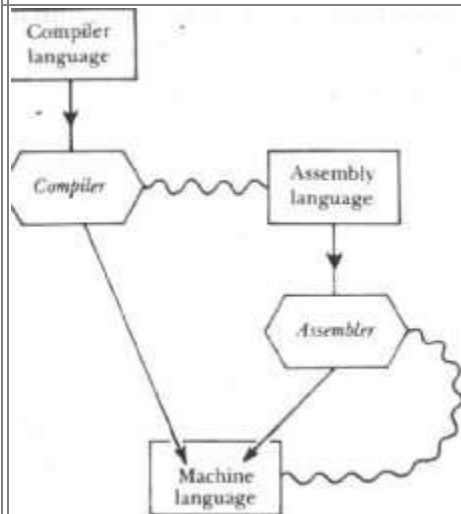 Compiler
language
Compiler
Assembly
language
Assembler
Machine
language